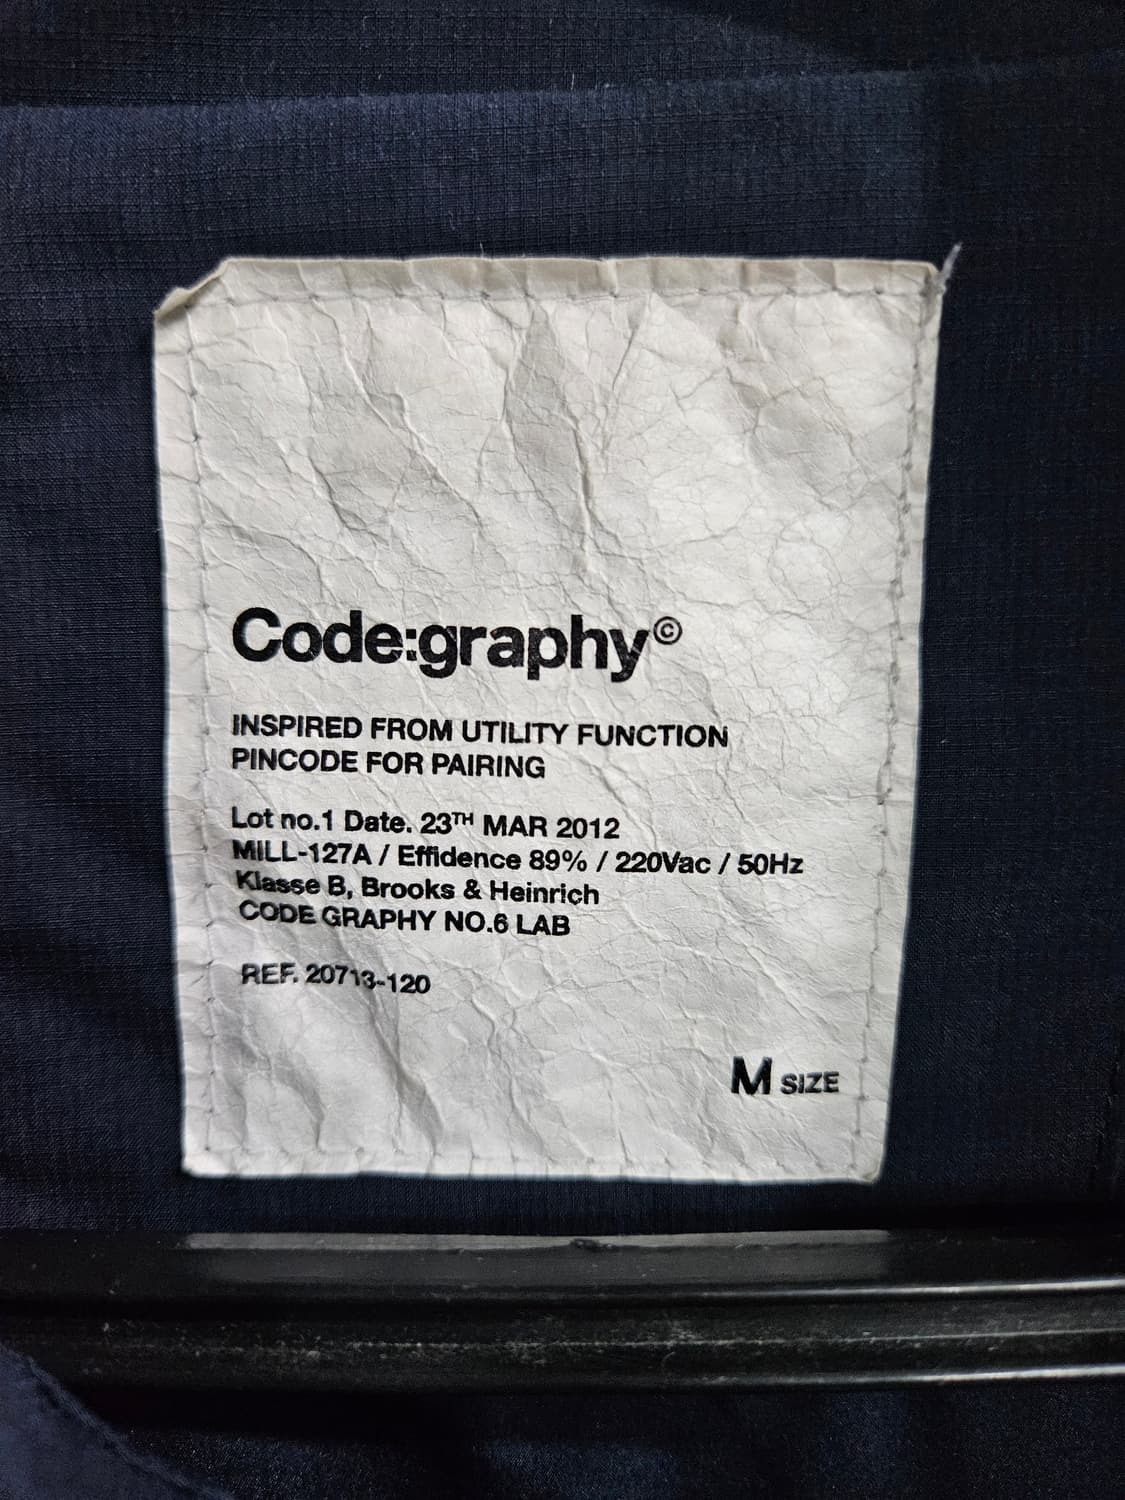 Code:graphy©
INSPIRED FROM UTILITY FUNCTION
PINCODE FOR PAIRING
Lot no.1 Date. 23TH MAR 2012
MILL-127A / Effidence 89% / 220Vac / 50Hz
Klasse B, Brooks & Heinrich
CODE GRAPHY NO.6 LAB
REF. 20713-120
M SIZE